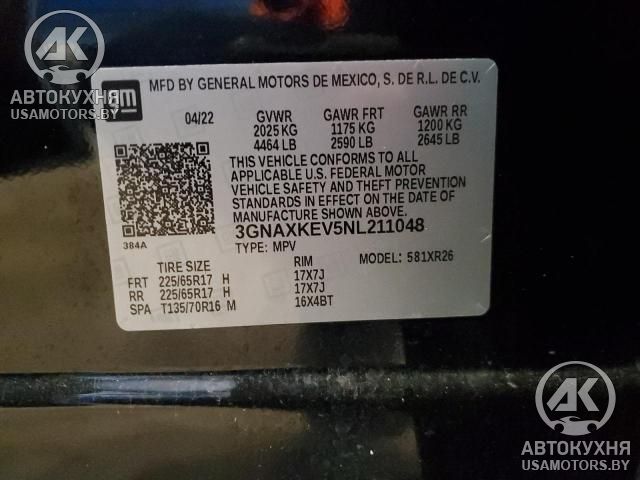 AK
АВТОКУХНЯ
USAMOTORS.BY
gm
MFD BY GENERAL MOTORS DE MEXICO, S. DE R.L. DE C.V.
04/22 GVWR GAWR FRT GAWR RR
2025 KG 1175 KG 1200 KG
4464 LB 2590 LB 2645 LB
THIS VEHICLE CONFORMS TO ALL
APPLICABLE U.S. FEDERAL MOTOR
VEHICLE SAFETY AND THEFT PREVENTION
STANDARDS IN EFFECT ON THE DATE OF
MANUFACTURE SHOWN ABOVE.
3GNAXKEV5NL211048
384A TYPE: MPV MODEL: 581XR26
TIRE SIZE RIM
FRT 225/65R17 H 17X7J
RR 225/65R17 H 17X7J
SPA T135/70R16 M 16X4BT
AK
АВТОКУХНЯ
USAMOTORS.BY